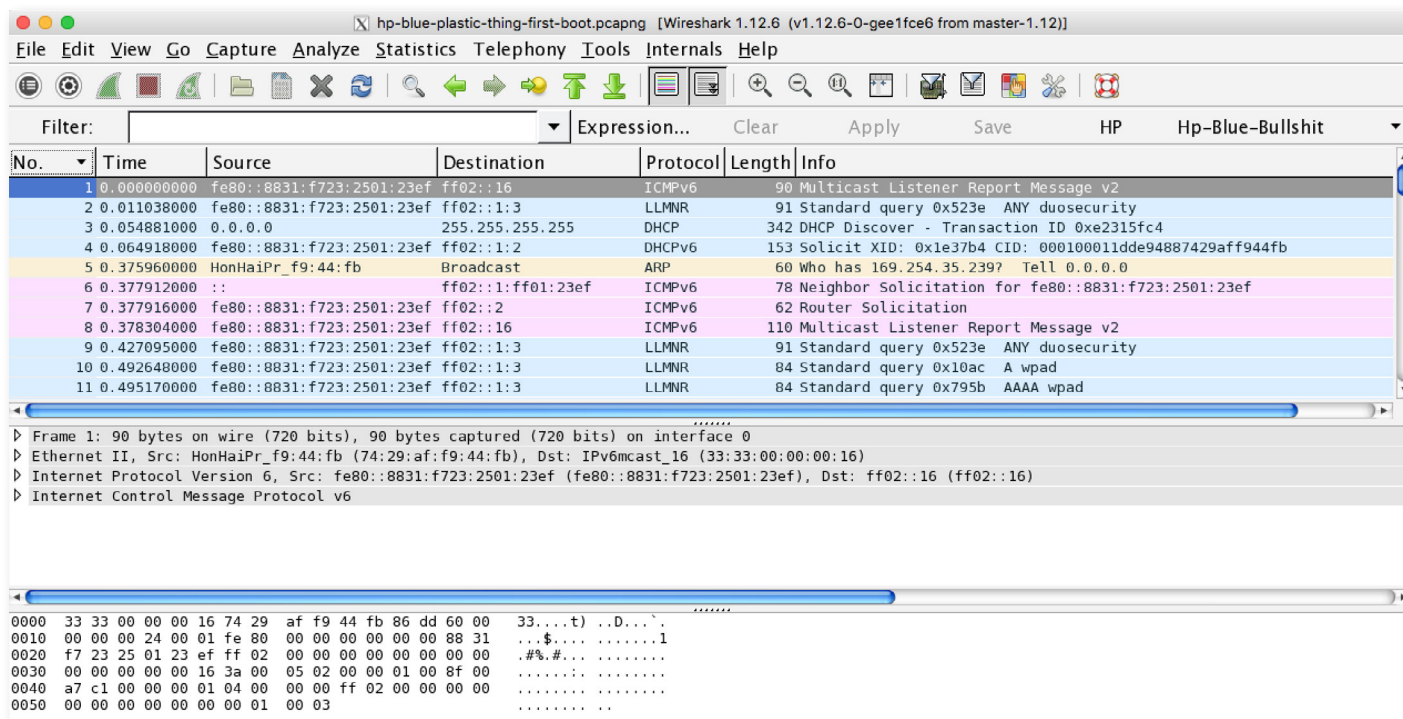 hp-blue-plastic-thing-first-boot.pcapng [Wireshark 1.12.6 (v1.12.6-0-gee1fce6 from master-1.12)]
File Edit View Go Capture Analyze Statistics Telephony Tools Internals Help
Filter: Expression... Clear Apply Save HP Hp-Blue-Bullshit
No. Time Source Destination Protocol Length Info
1 0.000000000 fe80::8831:f723:2501:23ef ff02::16 ICMPv6 90 Multicast Listener Report Message v2
2 0.011038000 fe80::8831:f723:2501:23ef ff02::1:3 LLMNR 91 Standard query 0x523e ANY duosecurity
3 0.054881000 0.0.0.0 255.255.255.255 DHCP 342 DHCP Discover - Transaction ID 0xe2315fc4
4 0.064918000 fe80::8831:f723:2501:23ef ff02::1:2 DHCPv6 153 Solicit XID: 0x1e37b4 CID: 000100011dde94887429aff944fb
5 0.375960000 HonHaiPr_f9:44:fb Broadcast ARP 60 Who has 169.254.35.239? Tell 0.0.0.0
6 0.377912000 :: ff02::1:ff01:23ef ICMPv6 78 Neighbor Solicitation for fe80::8831:f723:2501:23ef
7 0.377916000 fe80::8831:f723:2501:23ef ff02::2 ICMPv6 62 Router Solicitation
8 0.378304000 fe80::8831:f723:2501:23ef ff02::16 ICMPv6 110 Multicast Listener Report Message v2
9 0.427095000 fe80::8831:f723:2501:23ef ff02::1:3 LLMNR 91 Standard query 0x523e ANY duosecurity
10 0.492648000 fe80::8831:f723:2501:23ef ff02::1:3 LLMNR 84 Standard query 0x10ac A wpad
11 0.495170000 fe80::8831:f723:2501:23ef ff02::1:3 LLMNR 84 Standard query 0x795b AAAA wpad
Frame 1: 90 bytes on wire (720 bits), 90 bytes captured (720 bits) on interface 0
Ethernet II, Src: HonHaiPr_f9:44:fb (74:29:af:f9:44:fb), Dst: IPv6mcast_16 (33:33:00:00:00:16)
Internet Protocol Version 6, Src: fe80::8831:f723:2501:23ef (fe80::8831:f723:2501:23ef), Dst: ff02::16 (ff02::16)
Internet Control Message Protocol v6
0000 33 33 00 00 00 16 74 29 af f9 44 fb 86 dd 60 00 33....t) ..D...`.
0010 00 00 00 24 00 01 fe 80 00 00 00 00 00 00 88 31 ...$.... .......1
0020 f7 23 25 01 23 ef ff 02 00 00 00 00 00 00 00 00 .#%.#... ........
0030 00 00 00 00 00 16 3a 00 05 02 00 00 01 00 8f 00 ......:. ........
0040 a7 c1 00 00 00 01 04 00 00 00 ff 02 00 00 00 00 ........ ........
0050 00 00 00 00 00 00 00 01 00 03 ........ ..